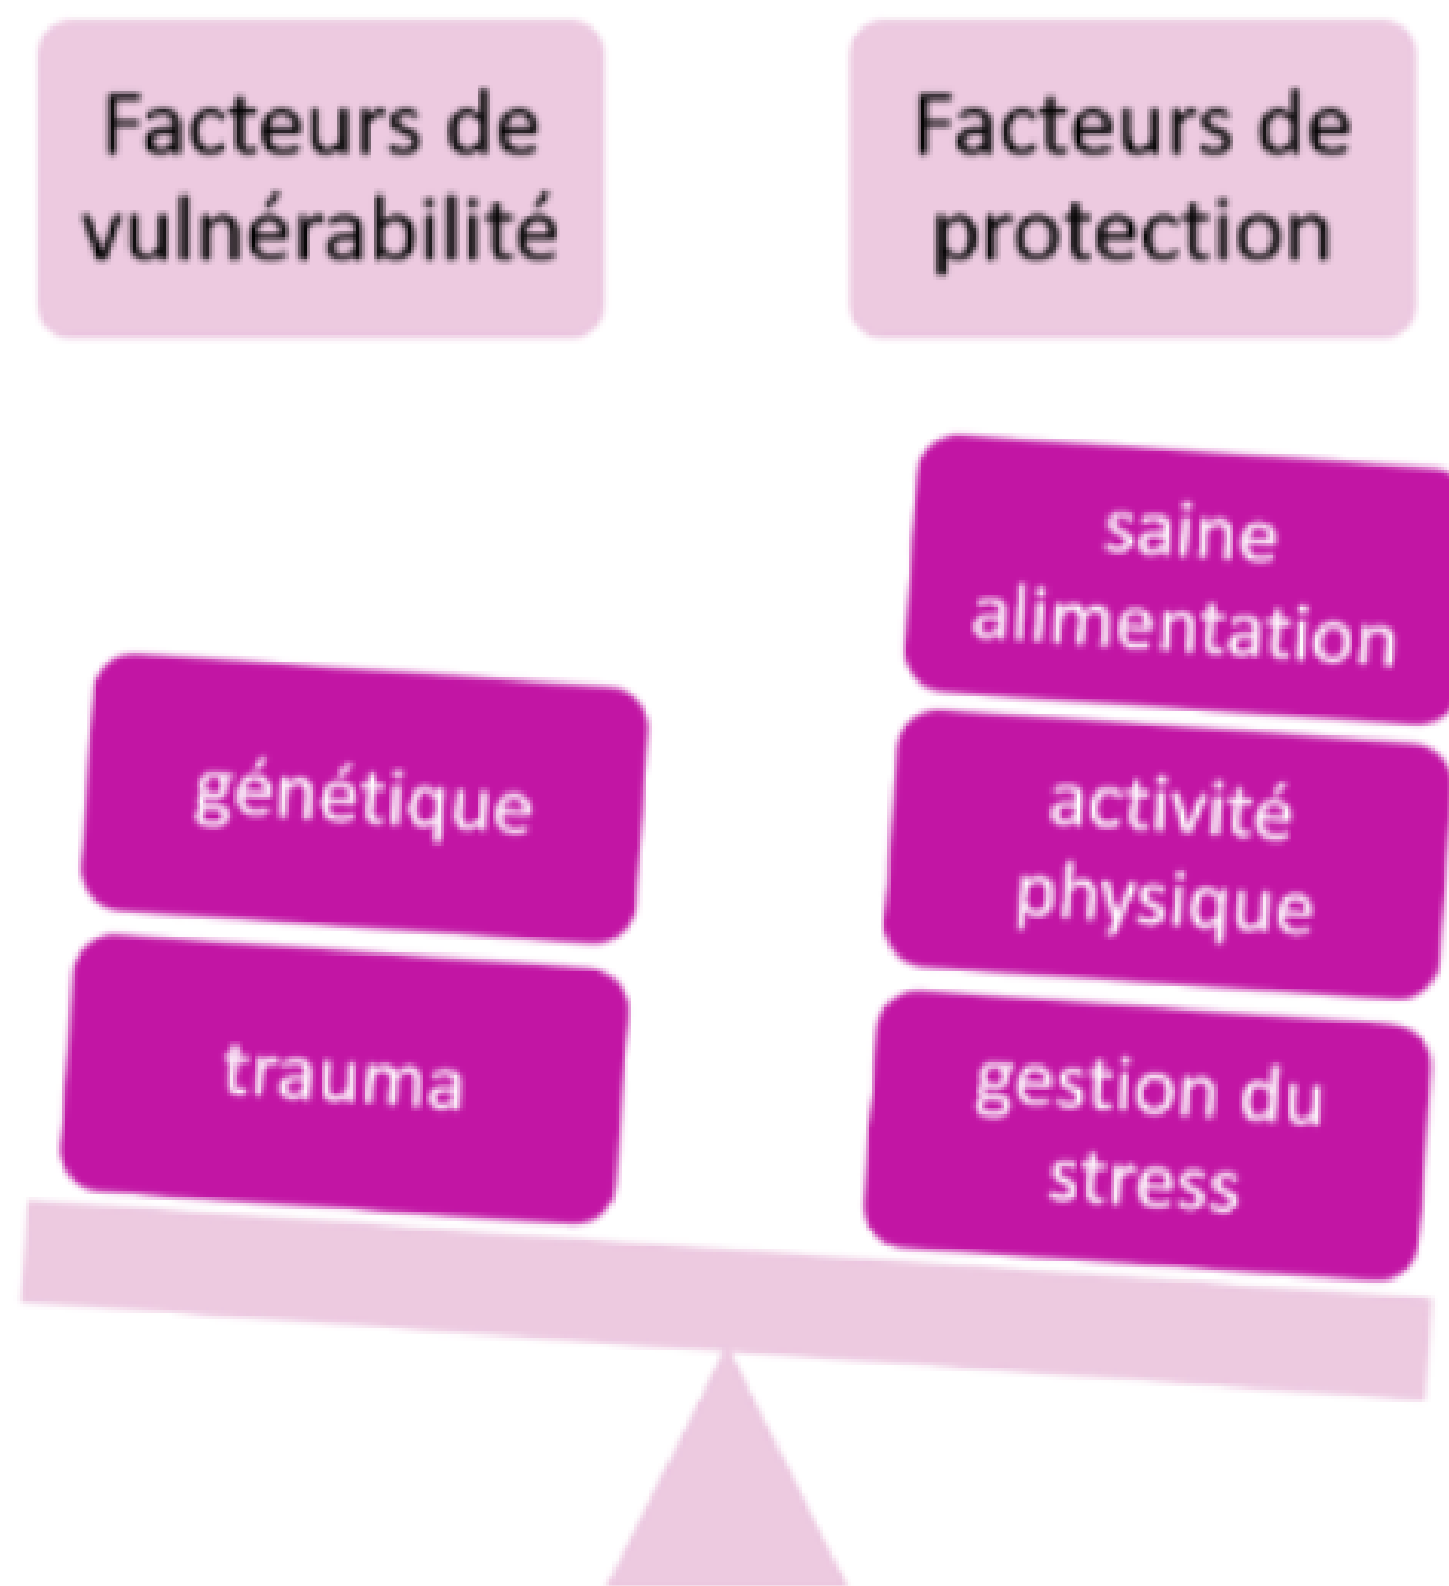 Facteurs de
vulnérabilité
Facteurs de
protection
génétique
trauma
saine
alimentation
activité
physique
gestion du
stress